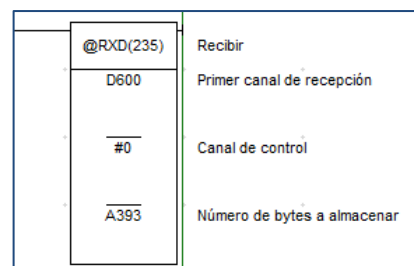 @RXD(235) Recibir
D600 Primer canal de recepción
#0 Canal de control
A393 Número de bytes a almacenar